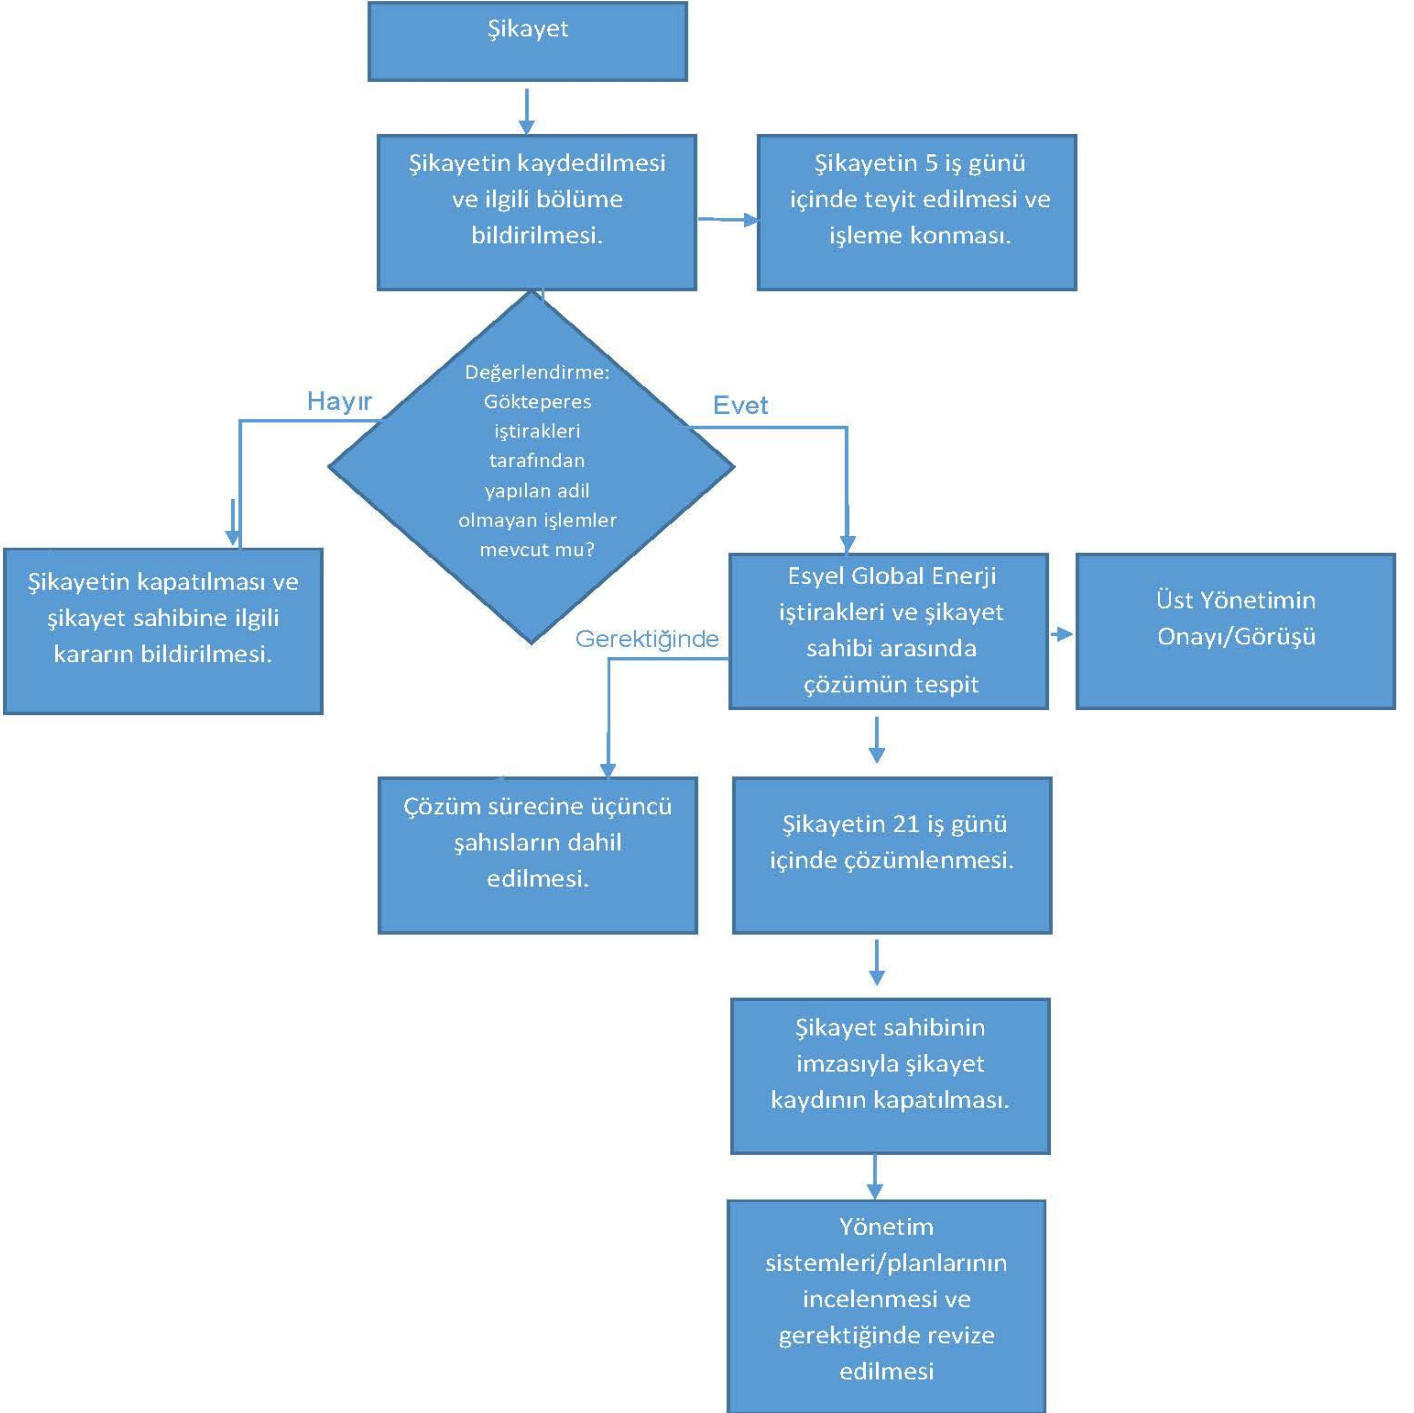 Şikayet
Şikayetin kaydedilmesi
ve ilgili bölüme
bildirilmesi.
Şikayetin 5 iş günü
içinde teyit edilmesi ve
işleme konması.
Değerlendirme:
Gökteperes
iştirakleri
tarafından
yapılan adil
olmayan işlemler
mevcut mu?
Hayır
Evet
Şikayetin kapatılması ve
şikayet sahibine ilgili
kararın bildirilmesi.
Esyel Global Enerji
iştirakleri ve şikayet
sahibi arasında
çözümün tespit
Üst Yönetimin
Onayı/Görüşü
Gerektiğinde
Çözüm sürecine üçüncü
şahısların dahil
edilmesi.
Şikayetin 21 iş günü
içinde çözümlenmesi.
Şikayet sahibinin
imzasıyla şikayet
kaydının kapatılması.
Yönetim
sistemleri/planlarının
incelenmesi ve
gerektiğinde revize
edilmesi